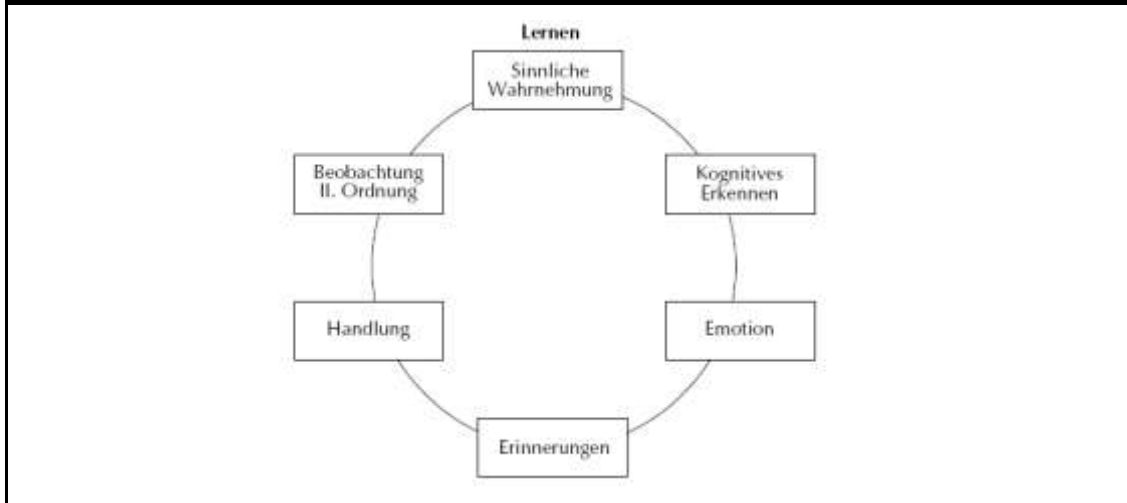 Lernen
Sinnliche
Wahrnehmung
Beobachtung
II. Ordnung
Kognitives
Erkennen
Handlung
Emotion
Erinnerungen